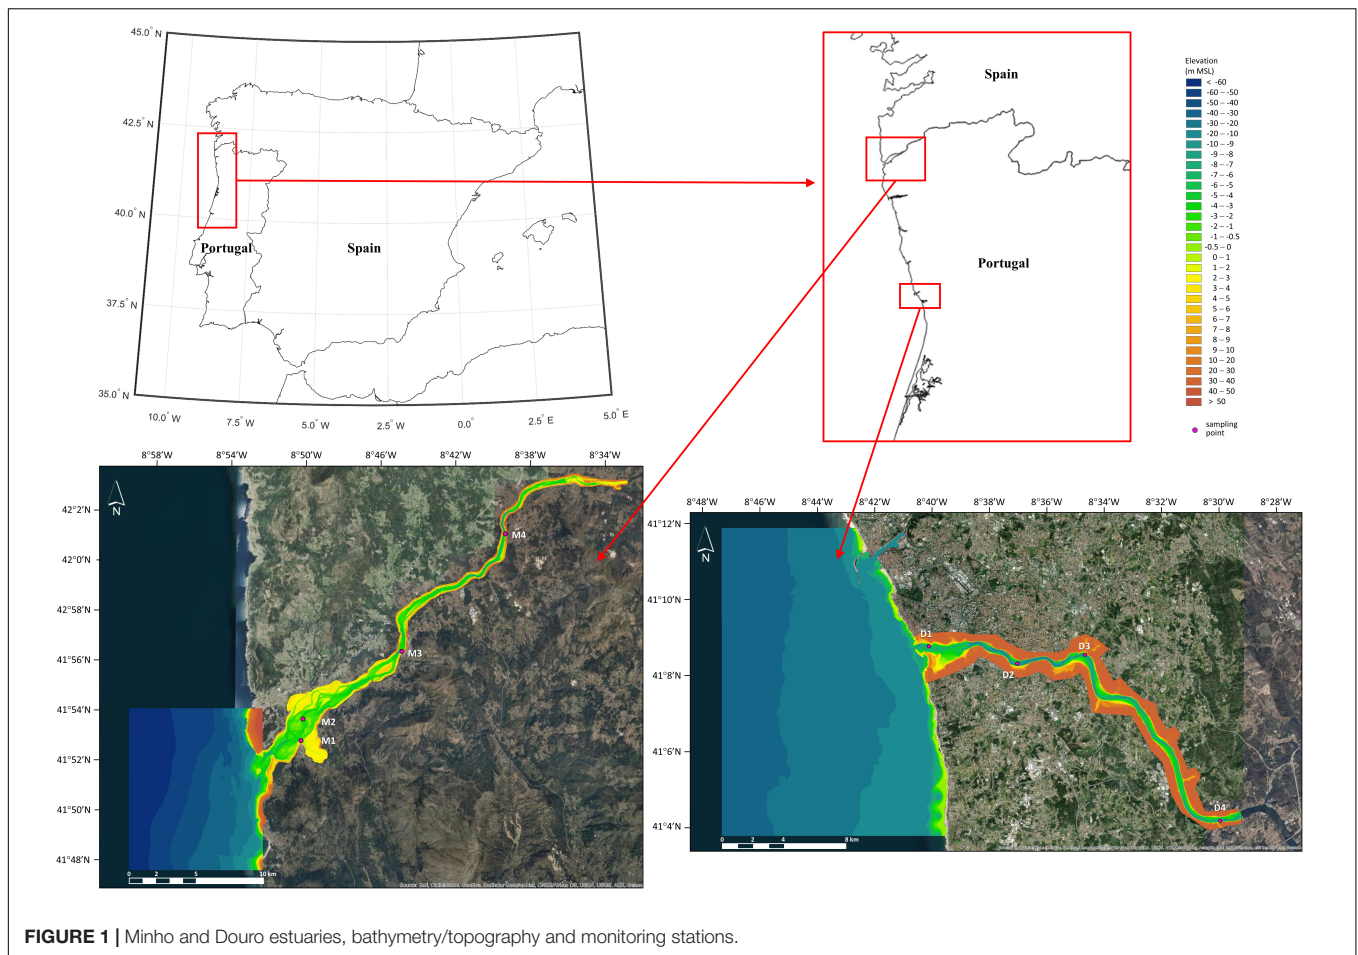 45.0° N
42.5° N
40.0° N
37.5° N
35.0° N
10.0° W
7.5° W
5.0° W
2.5° W
0.0°
2.5° E
5.0° E
Portugal
Spain
Spain
Portugal
Elevation
(m MSL)
< -60
-60 – -50
-50 – -40
-40 – -30
-30 – -20
-20 – -10
-10 – -9
-9 – -8
-8 – -7
-7 – -6
-6 – -5
-5 – -4
-4 – -3
-3 – -2
-2 – -1
-1 – -0.5
-0.5 – 0
0 – 1
1 – 2
2 – 3
3 – 4
4 – 5
5 – 6
6 – 7
7 – 8
8 – 9
9 – 10
10 – 20
20 – 30
30 – 40
40 – 50
> 50
sampling
point
8°58'W
8°54'W
8°50'W
8°46'W
8°42'W
8°38'W
8°34'W
42°2'N
42°0'N
42°58'N
41°56'N
41°54'N
41°52'N
41°50'N
41°48'N
N
M4
M3
M2
M1
0 2 5 10 km
8°48'W
8°46'W
8°44'W
8°42'W
8°40'W
8°38'W
8°36'W
8°34'W
8°32'W
8°30'W
8°28'W
41°12'N
41°10'N
41°8'N
41°6'N
41°4'N
N
D1
D2
D3
D4
0 2 4 8 km
FIGURE 1 | Minho and Douro estuaries, bathymetry/topography and monitoring stations.